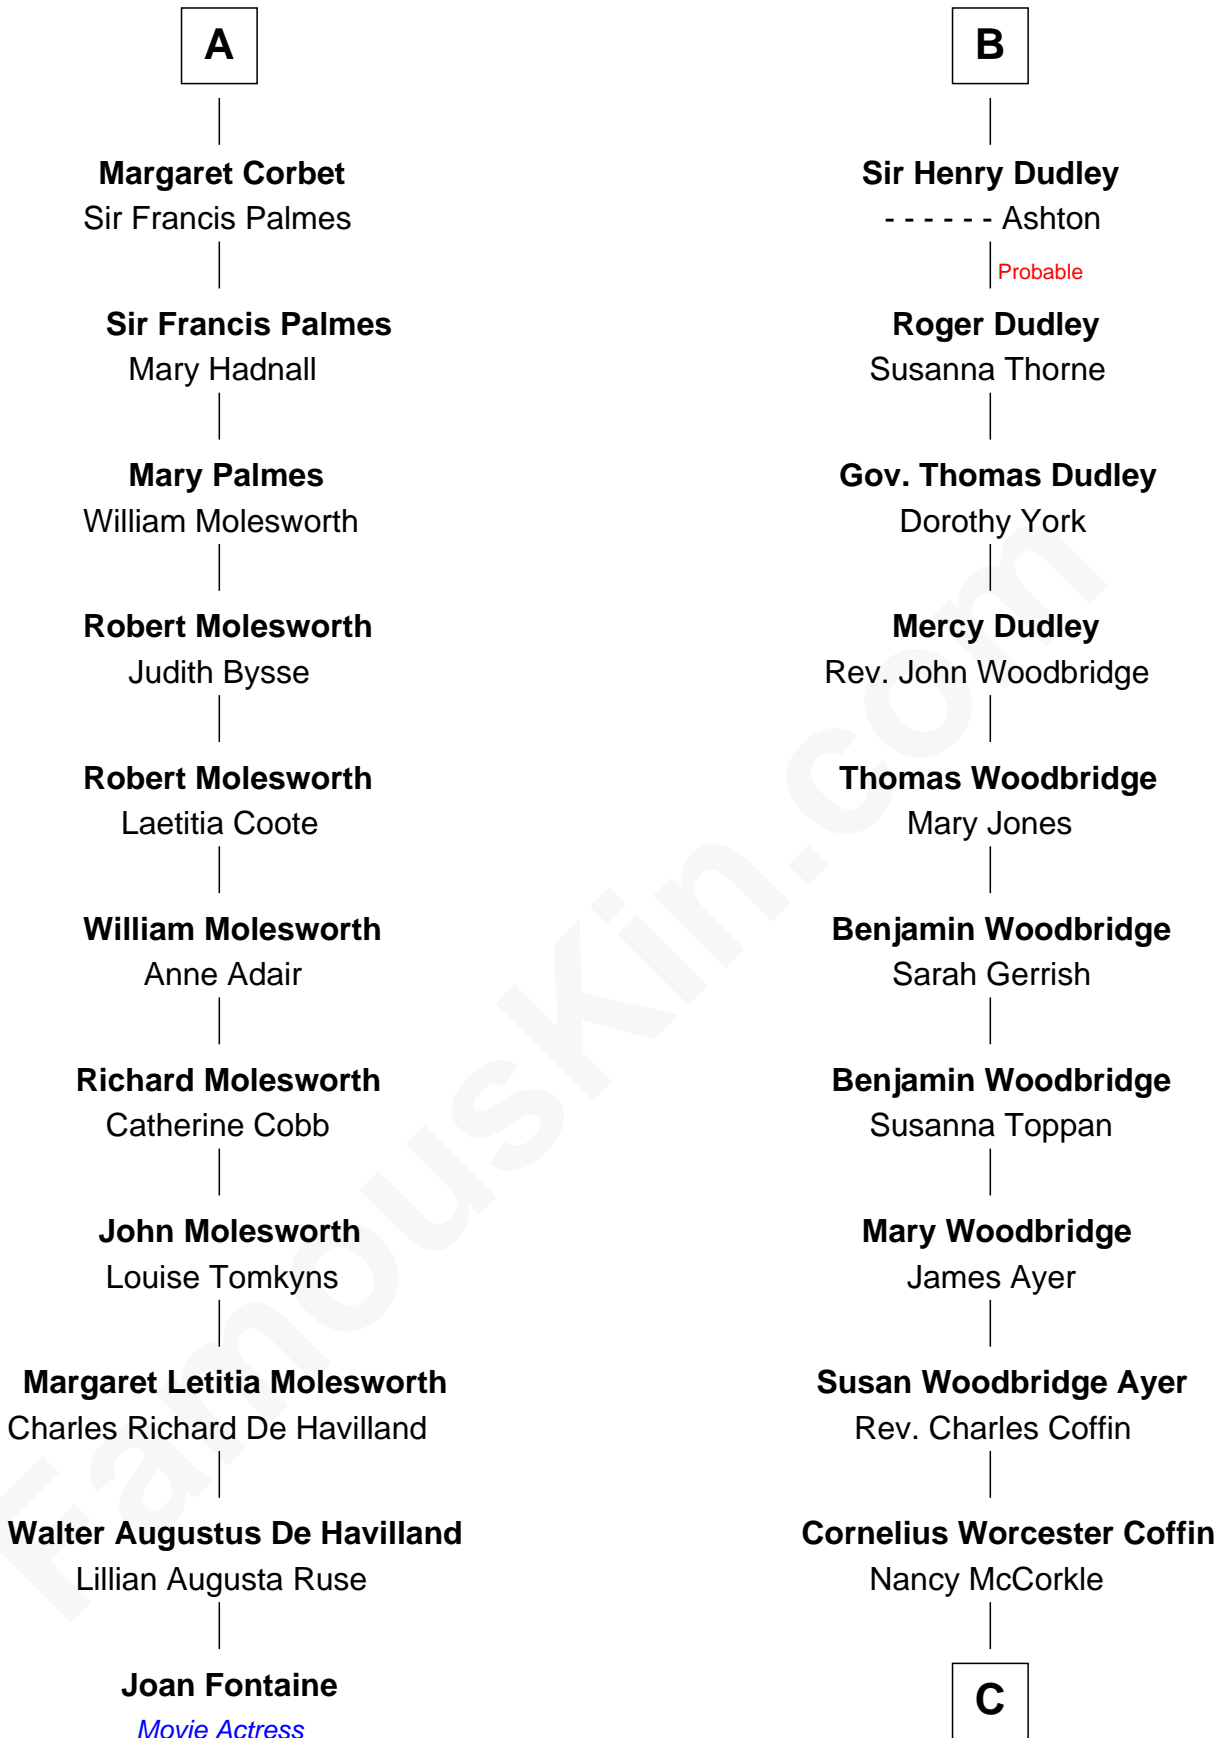 A
Margaret Corbet
Sir Francis Palmes
Sir Francis Palmes
Mary Hadnall
Mary Palmes
William Molesworth
Robert Molesworth
Judith Bysse
Robert Molesworth
Laetitia Coote
William Molesworth
Anne Adair
Richard Molesworth
Catherine Cobb
John Molesworth
Louise Tomkyns
Margaret Letitia Molesworth
Charles Richard De Havilland
Walter Augustus De Havilland
Lillian Augusta Ruse
Joan Fontaine
Movie Actress
B
Sir Henry Dudley
- - - - - - Ashton
Probable
Roger Dudley
Susanna Thorne
Gov. Thomas Dudley
Dorothy York
Mercy Dudley
Rev. John Woodbridge
Thomas Woodbridge
Mary Jones
Benjamin Woodbridge
Sarah Gerrish
Benjamin Woodbridge
Susanna Toppan
Mary Woodbridge
James Ayer
Susan Woodbridge Ayer
Rev. Charles Coffin
Cornelius Worcester Coffin
Nancy McCorkle
C
FamousKin.com